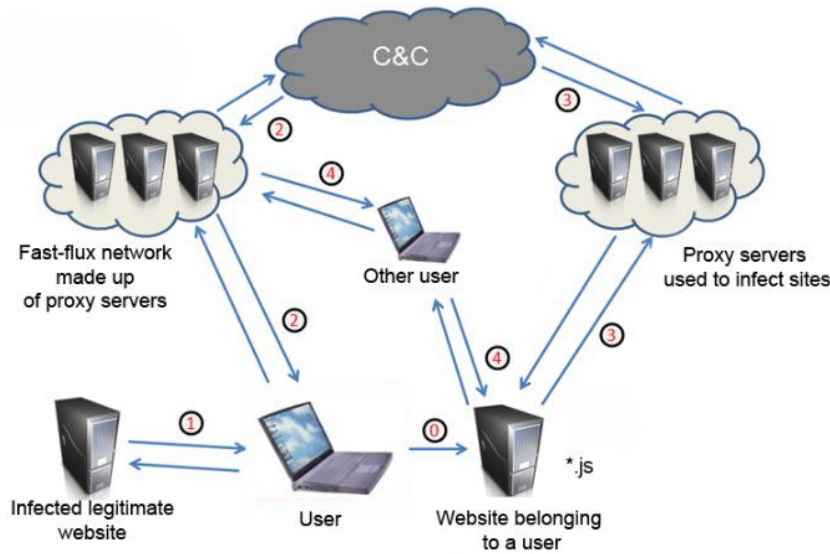 C&C
2
3
4
Fast-flux network
made up
of proxy servers
Other user
Proxy servers
used to infect sites
2
4
3
1
0
*.js
Infected legitimate
website
User
Website belonging
to a user